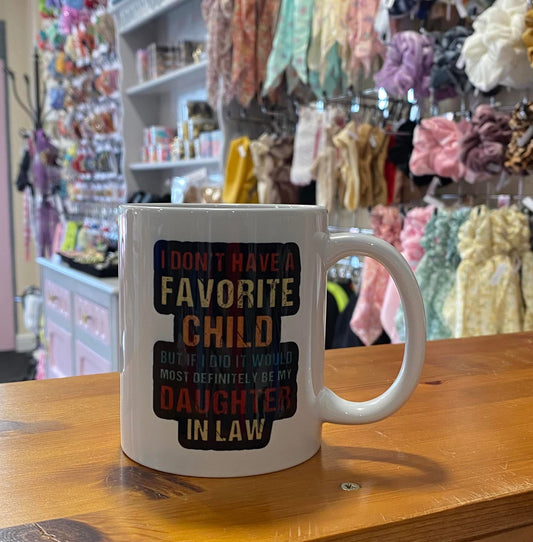 I DON'T HAVE A
FAVORITE
CHILD
BUT IF I DID IT WOULD
MOST DEFINITELY BE MY
DAUGHTER
IN LAW